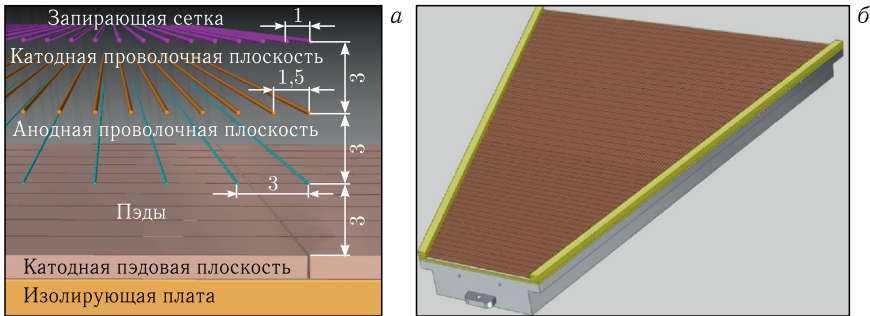 Запирающая сетка
1
а
Катодная проволочная плоскость
3
1,5
Анодная проволочная плоскость
3
3
Пэды
3
Катодная пэдовая плоскость
Изолирующая плата
б